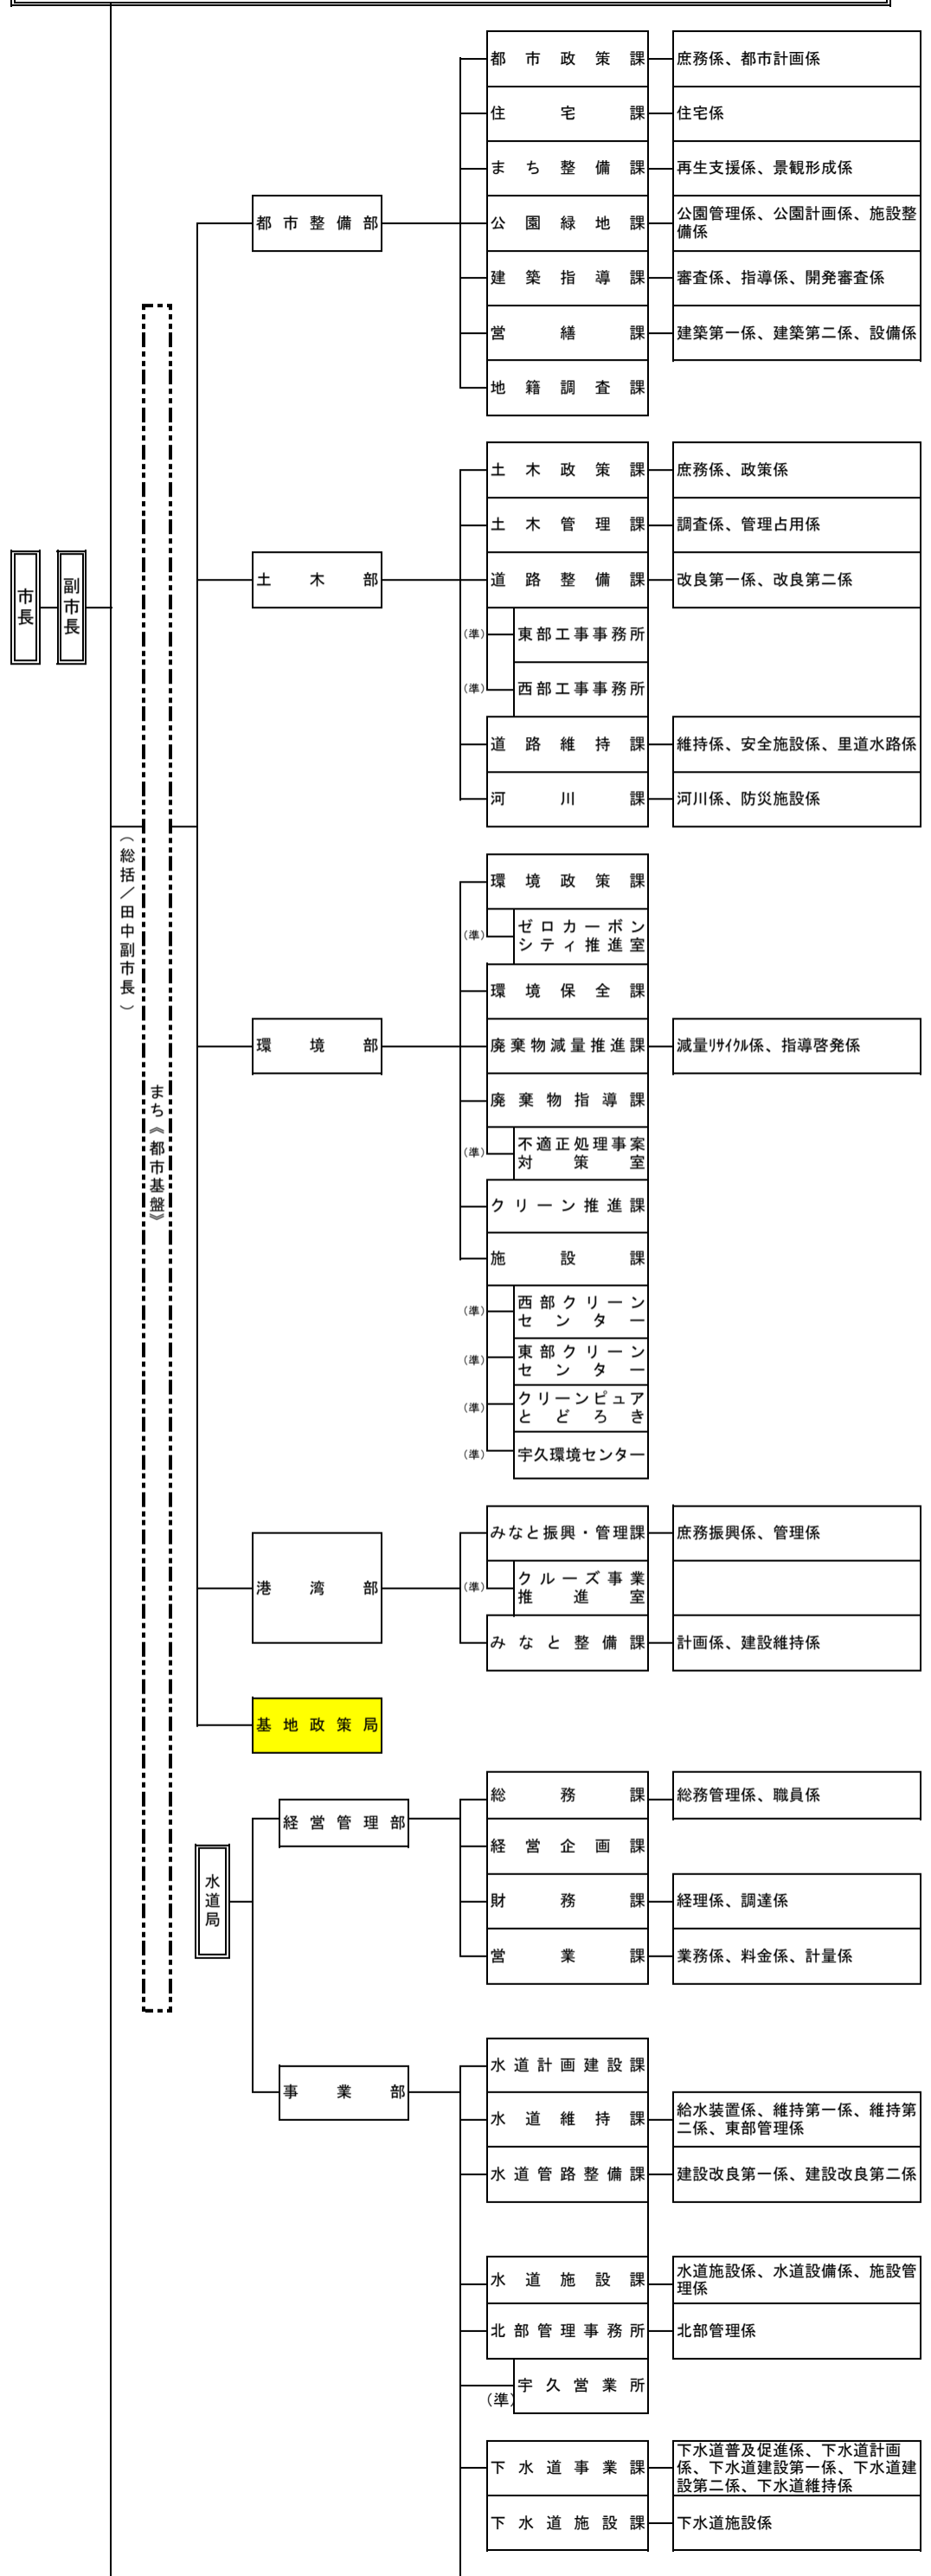 市長
副市長
（総括／田中副市長）
まち《都市基盤》
都市整備部
都市政策課
庶務係、都市計画係
住宅課
住宅係
まち整備課
再生支援係、景観形成係
公園緑地課
公園管理係、公園計画係、施設整
備係
建築指導課
審査係、指導係、開発審査係
営繕課
建築第一係、建築第二係、設備係
地籍調査課
土木部
土木政策課
庶務係、政策係
土木管理課
調査係、管理占用係
道路整備課
改良第一係、改良第二係
（準）
東部工事事務所
（準）
西部工事事務所
道路維持課
維持係、安全施設係、里道水路係
河川課
河川係、防災施設係
環境部
環境政策課
（準）
ゼロカーボン
シティ推進室
環境保全課
廃棄物減量推進課
減量ﾘｻｲｸﾙ係、指導啓発係
廃棄物指導課
（準）
不適正処理事案
対策室
クリーン推進課
施設課
（準）
西部クリーン
センター
（準）
東部クリーン
センター
（準）
クリーンピュア
とどろき
（準）
宇久環境センター
港湾部
みなと振興・管理課
庶務振興係、管理係
（準）
クルーズ事業
推進室
みなと整備課
計画係、建設維持係
基地政策局
水道局
経営管理部
総務課
総務管理係、職員係
経営企画課
財務課
経理係、調達係
営業課
業務係、料金係、計量係
事業部
水道計画建設課
水道維持課
給水装置係、維持第一係、維持第
二係、東部管理係
水道管路整備課
建設改良第一係、建設改良第二係
水道施設課
水道施設係、水道設備係、施設管
理係
北部管理事務所
北部管理係
（準）
宇久営業所
下水道事業課
下水道普及促進係、下水道計画
係、下水道建設第一係、下水道建
設第二係、下水道維持係
下水道施設課
下水道施設係